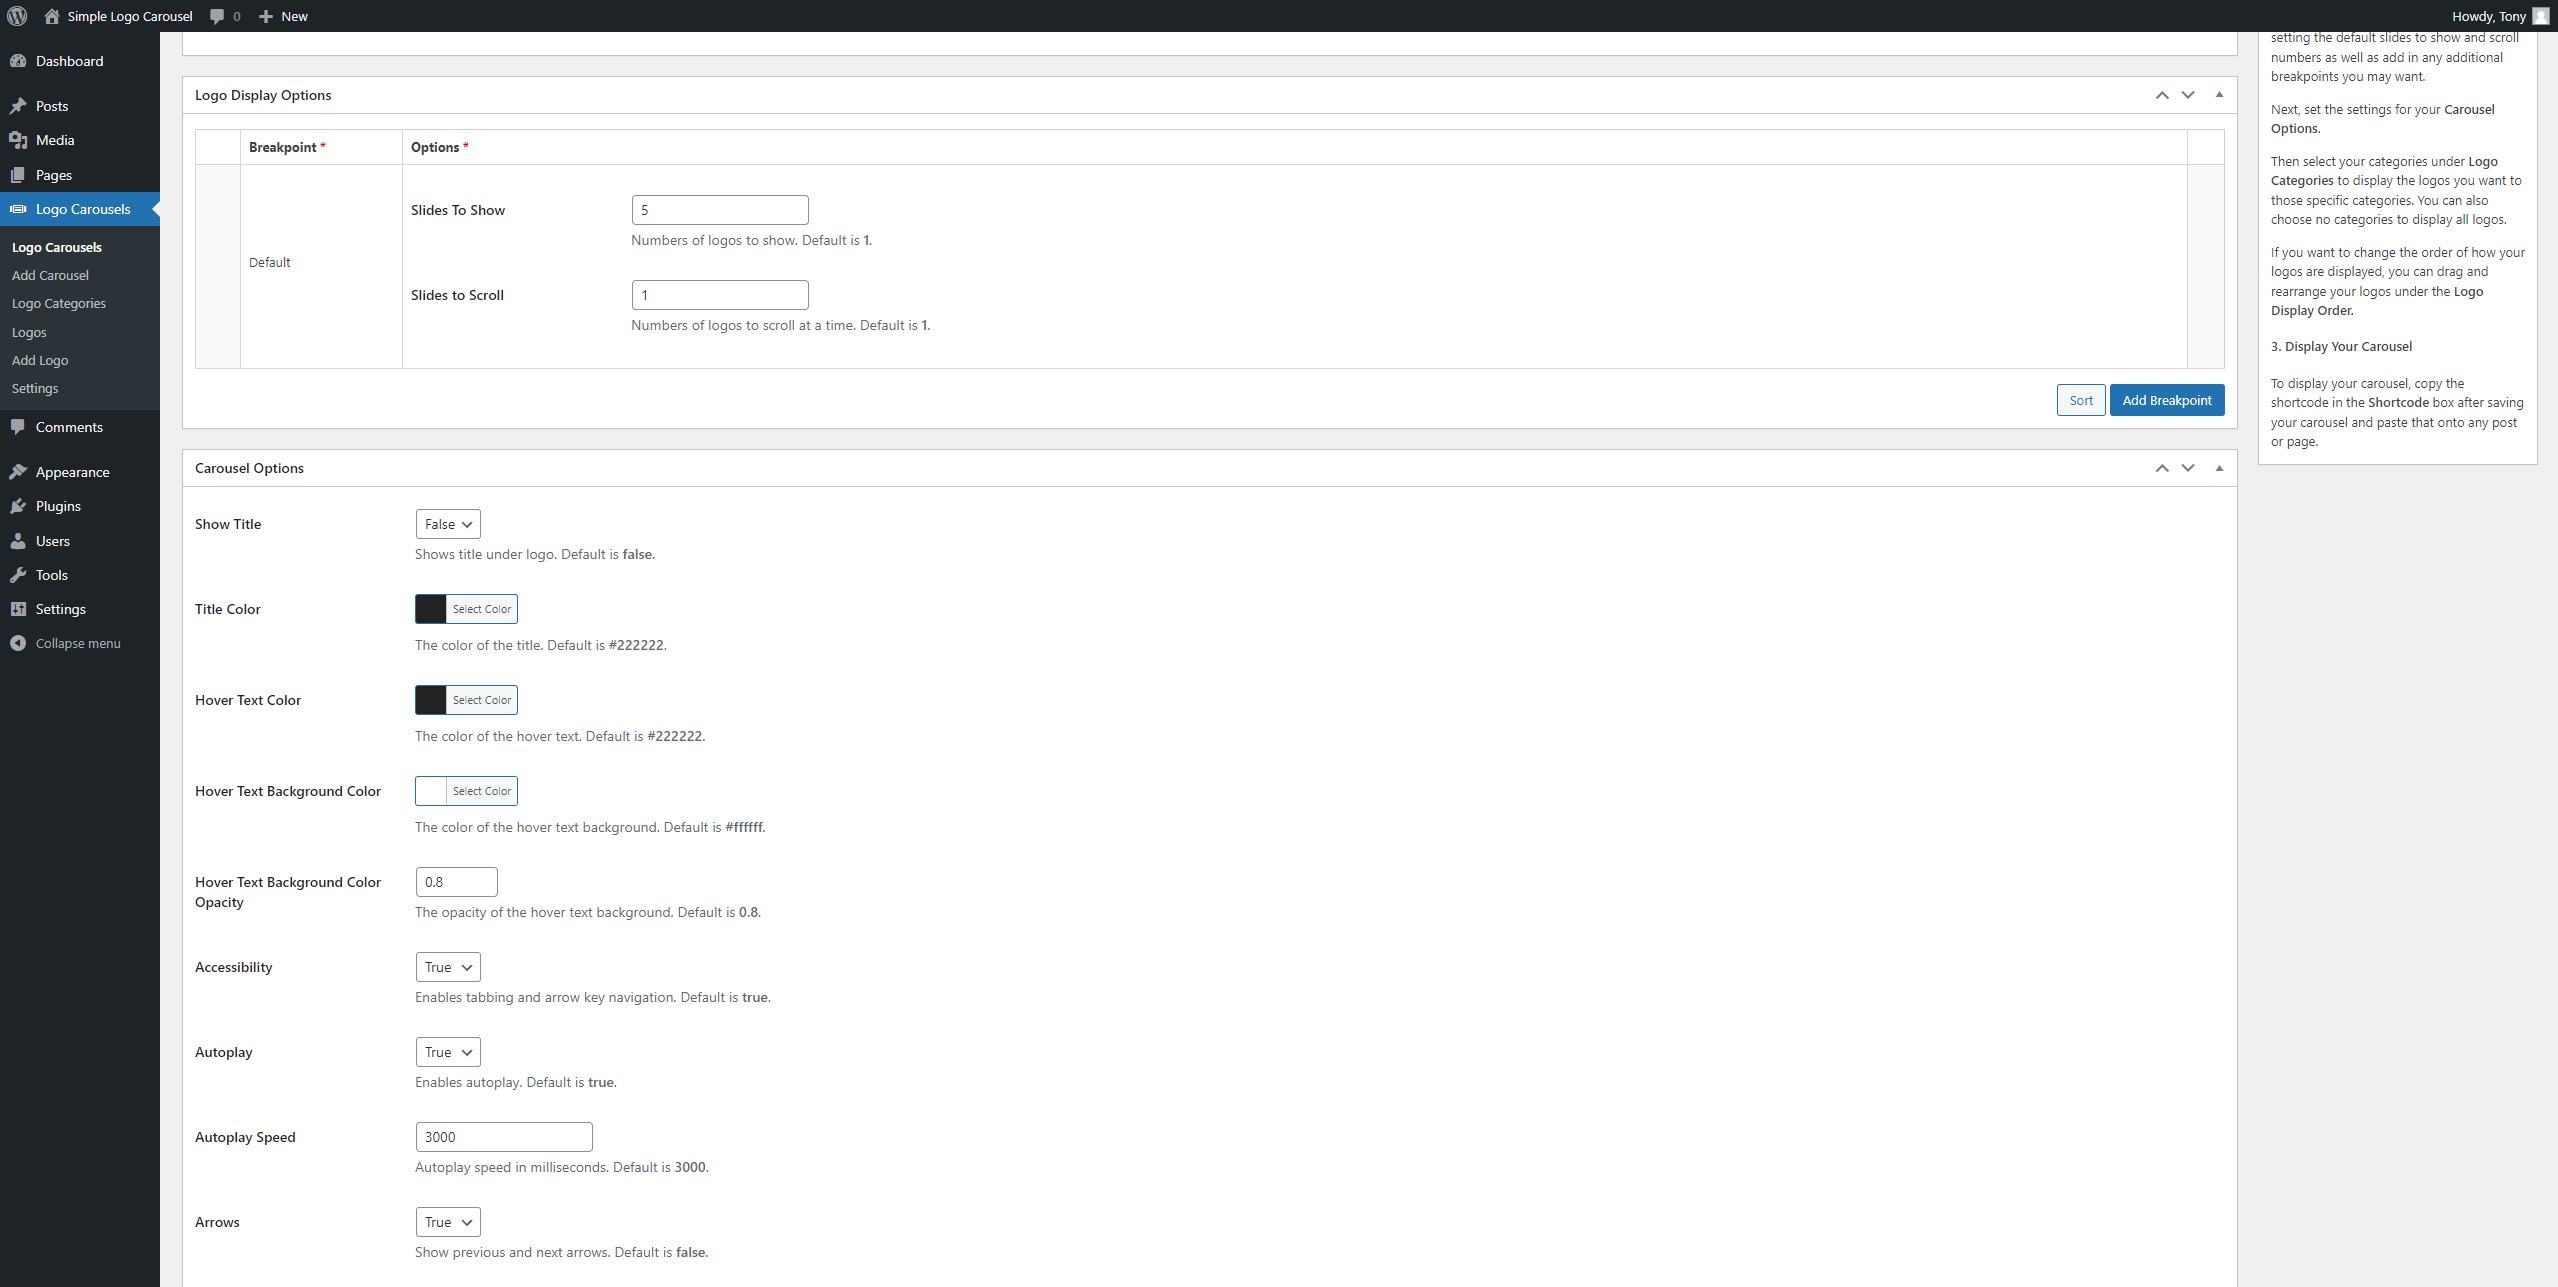 Simple Logo Carousel
0
New
Howdy, Tony
Dashboard
Posts
Media
Pages
Logo Carousels
Logo Carousels
Add Carousel
Logo Categories
Logos
Add Logo
Settings
Comments
Appearance
Plugins
Users
Tools
Settings
Collapse menu
Logo Display Options
Breakpoint *
Options *
Default
Slides To Show
5
Numbers of logos to show. Default is 1.
Slides to Scroll
1
Numbers of logos to scroll at a time. Default is 1.
Sort
Add Breakpoint
Carousel Options
Show Title
False
Shows title under logo. Default is false.
Title Color
Select Color
The color of the title. Default is #222222.
Hover Text Color
Select Color
The color of the hover text. Default is #222222.
Hover Text Background Color
Select Color
The color of the hover text background. Default is #ffffff.
Hover Text Background Color
Opacity
0.8
The opacity of the hover text background. Default is 0.8.
Accessibility
True
Enables tabbing and arrow key navigation. Default is true.
Autoplay
True
Enables autoplay. Default is true.
Autoplay Speed
3000
Autoplay speed in milliseconds. Default is 3000.
Arrows
True
Show previous and next arrows. Default is false.
setting the default slides to show and scroll
numbers as well as add in any additional
breakpoints you may want.
Next, set the settings for your Carousel
Options.
Then select your categories under Logo
Categories to display the logos you want to
those specific categories. You can also
choose no categories to display all logos.
If you want to change the order of how your
logos are displayed, you can drag and
rearrange your logos under the Logo
Display Order.
3. Display Your Carousel
To display your carousel, copy the
shortcode in the Shortcode box after saving
your carousel and paste that onto any post
or page.